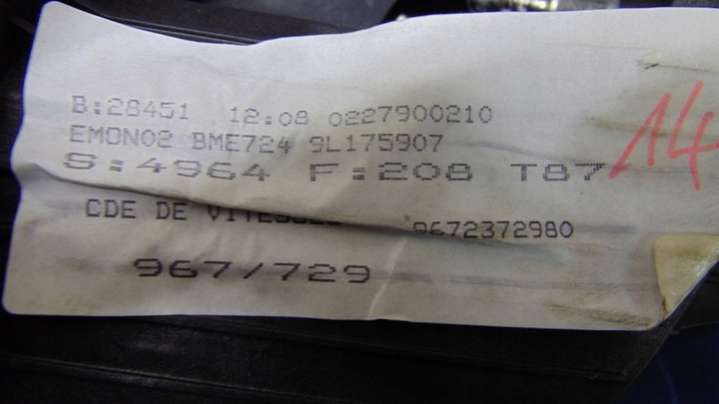 B:28451 12:08 0227900210
EMON02 BME724 9L175907
S:4964 F:208 T87
14
CDE DE 9672372980
967/729